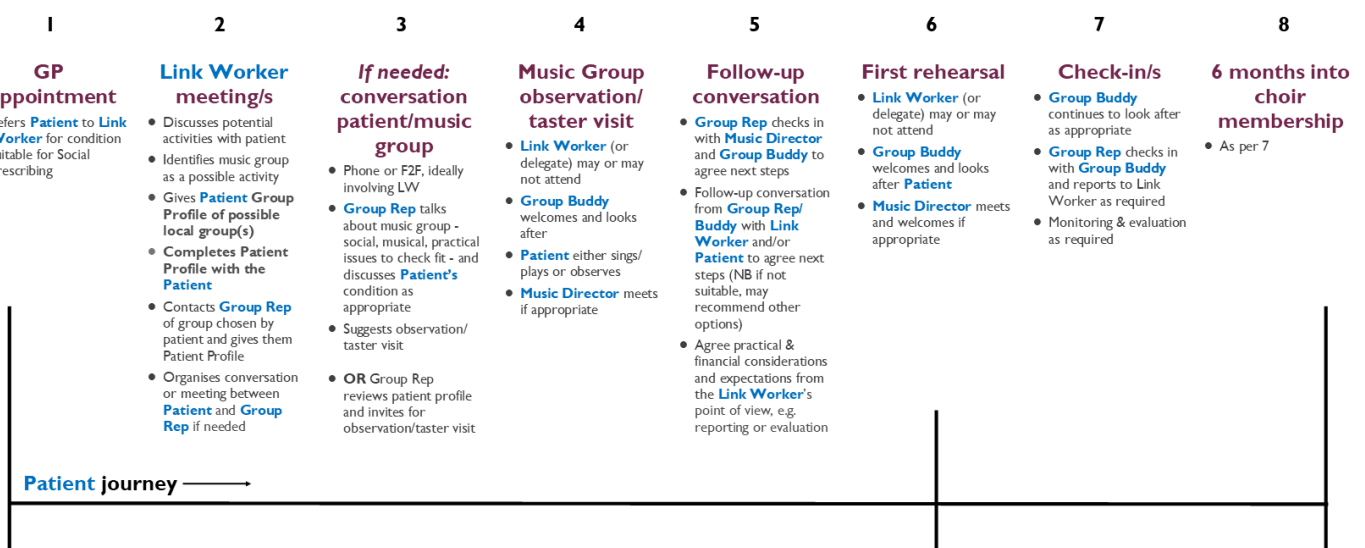 1
GP
ppointment
efers Patient to Link
Worker for condition
uitable for Social
rescribing
2
Link Worker
meeting/s
• Discusses potential
activities with patient
• Identifies music group
as a possible activity
• Gives Patient Group
Profile of possible
local group(s)
• Completes Patient
Profile with the
Patient
• Contacts Group Rep
of group chosen by
patient and gives them
Patient Profile
• Organises conversation
or meeting between
Patient and Group
Rep if needed
3
If needed:
conversation
patient/music
group
• Phone or F2F, ideally
involving LW
• Group Rep talks
about music group -
social, musical, practical
issues to check fit - and
discusses Patient's
condition as
appropriate
• Suggests observation/
taster visit
• OR Group Rep
reviews patient profile
and invites for
observation/taster visit
4
Music Group
observation/
taster visit
• Link Worker (or
delegate) may or may
not attend
• Group Buddy
welcomes and looks
after
• Patient either sings/
plays or observes
• Music Director meets
if appropriate
5
Follow-up
conversation
• Group Rep checks in
with Music Director
and Group Buddy to
agree next steps
• Follow-up conversation
from Group Rep/
Buddy with Link
Worker and/or
Patient to agree next
steps (NB if not
suitable, may
recommend other
options)
• Agree practical &
financial considerations
and expectations from
the Link Worker's
point of view, e.g.
reporting or evaluation
6
First rehearsal
• Link Worker (or
delegate) may or may
not attend
• Group Buddy
welcomes and looks
after Patient
• Music Director meets
and welcomes if
appropriate
7
Check-in/s
• Group Buddy
continues to look after
as appropriate
• Group Rep checks in
with Group Buddy
and reports to Link
Worker as required
• Monitoring & evaluation
as required
8
6 months into
choir
membership
• As per 7
Patient journey